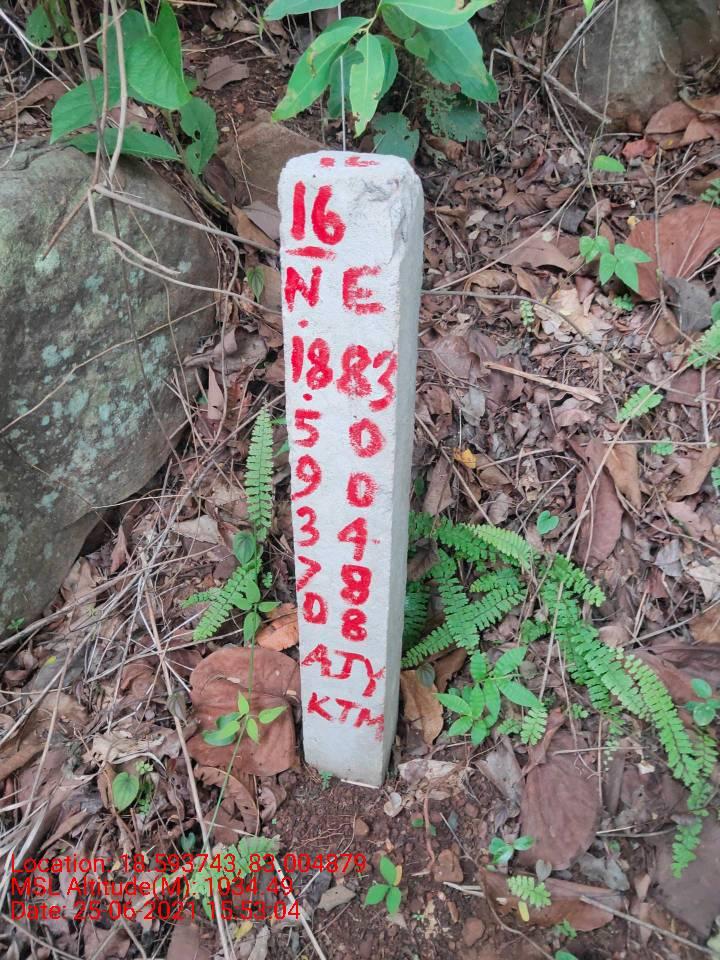 16
N E
.18 83
.5 0
9 0
3 4
7 8
0 8
AJY
KTM
Location: 18.593743, 83.004879
MSL Altitude(M): 1034.49
Date: 25-06-2021 15.53.04